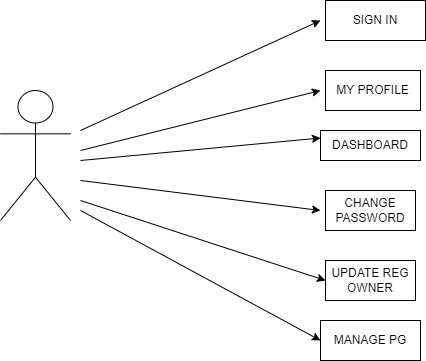 SIGN IN
MY PROFILE
DASHBOARD
CHANGE
PASSWORD
UPDATE REG
OWNER
MANAGE PG